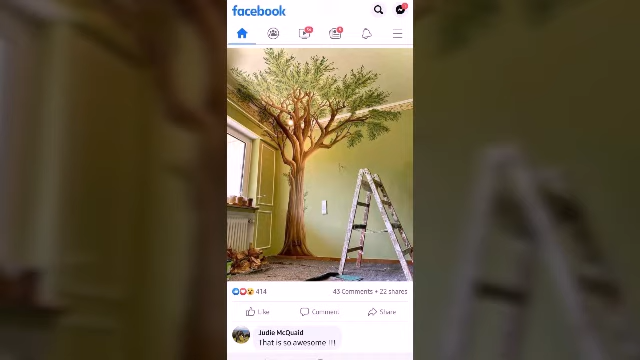 facebook
414
43 Comments • 22 shares
Like
Comment
Share
Judie McQuaid
That is so awesome !!!